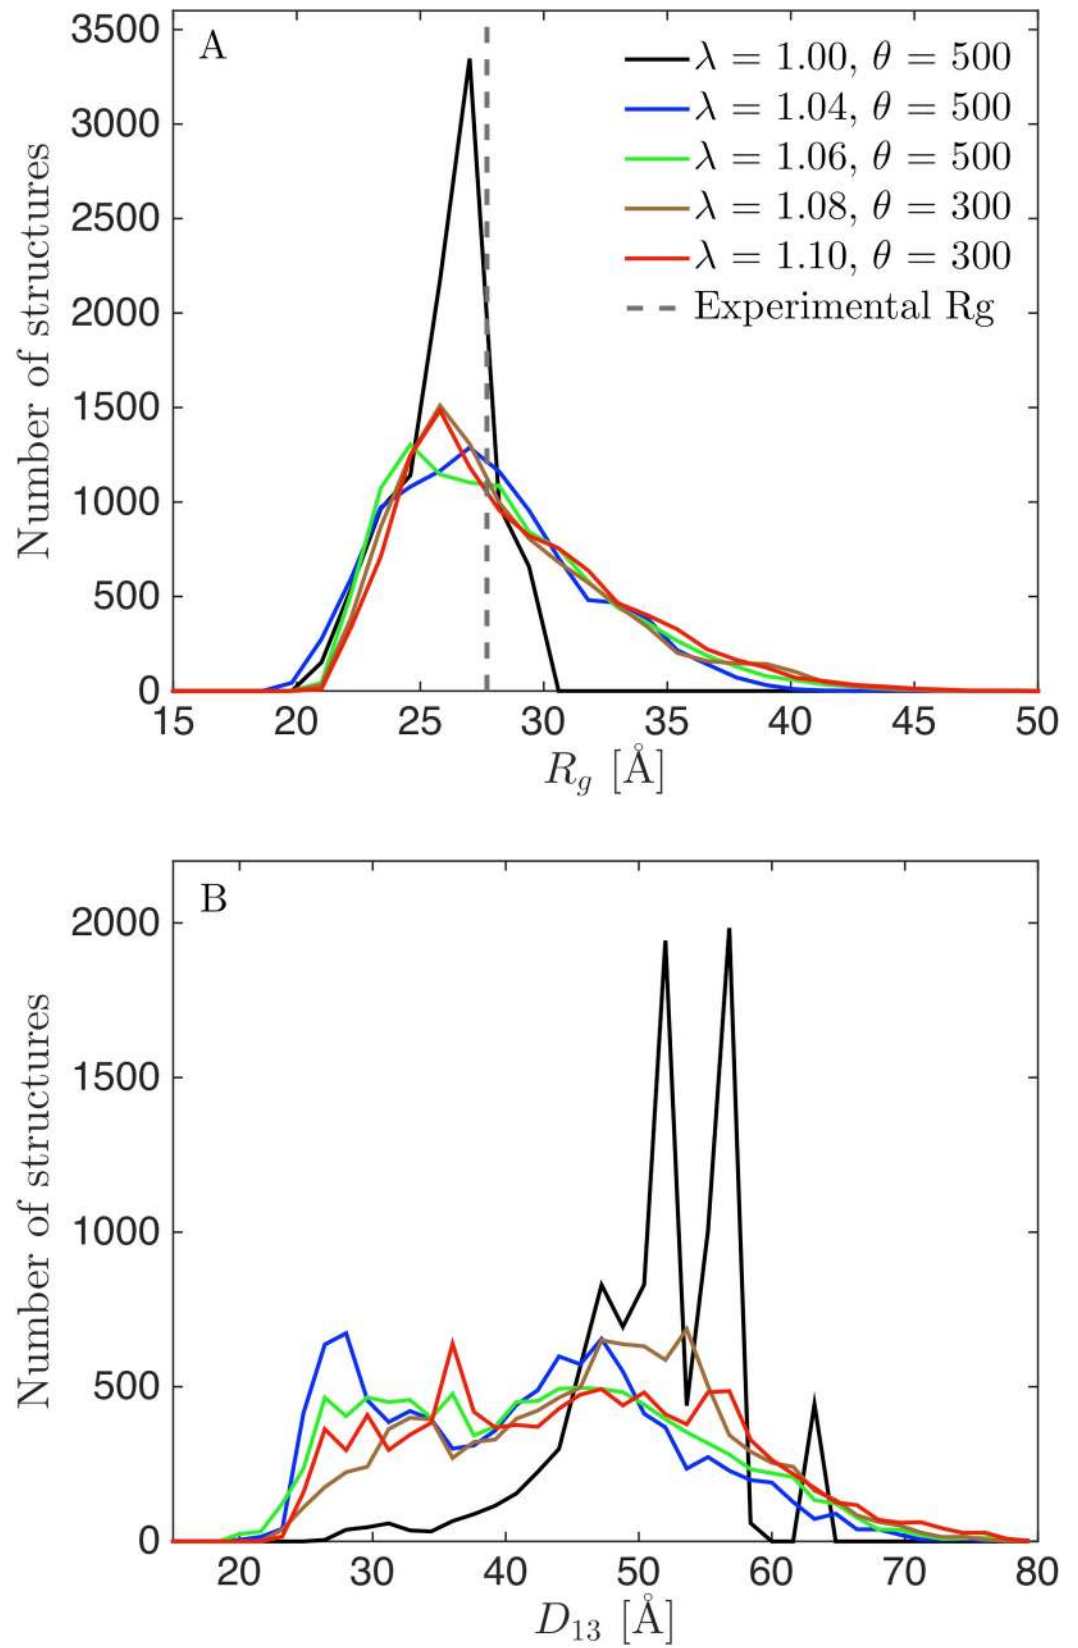 A
3500
3000
2500
2000
1500
1000
500
0
Number of structures
λ = 1.00, θ = 500
λ = 1.04, θ = 500
λ = 1.06, θ = 500
λ = 1.08, θ = 300
λ = 1.10, θ = 300
Experimental Rg
15 20 25 30 35 40 45 50
R_g [Å]
B
2000
1500
1000
500
0
Number of structures
20 30 40 50 60 70 80
D_13 [Å]